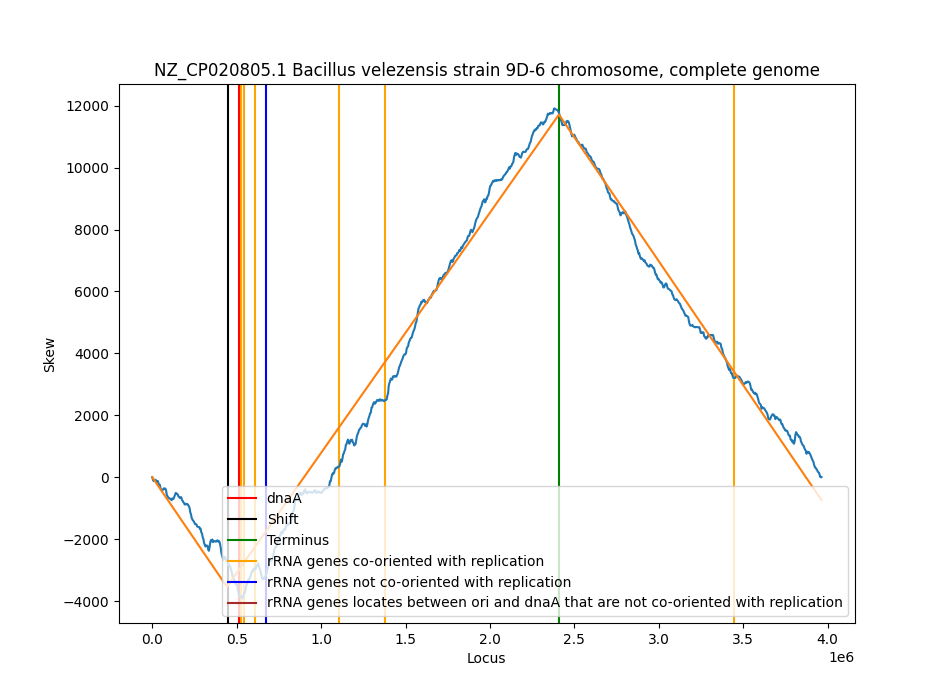 NZ_CP020805.1 Bacillus velezensis strain 9D-6 chromosome, complete genome
12000
10000
8000
6000
4000
2000
0
−2000
−4000
Skew
dnaA
Shift
Terminus
rRNA genes co-oriented with replication
rRNA genes not co-oriented with replication
rRNA genes locates between ori and dnaA that are not co-oriented with replication
0.0 0.5 1.0 1.5 2.0 2.5 3.0 3.5 4.0
1e6
Locus